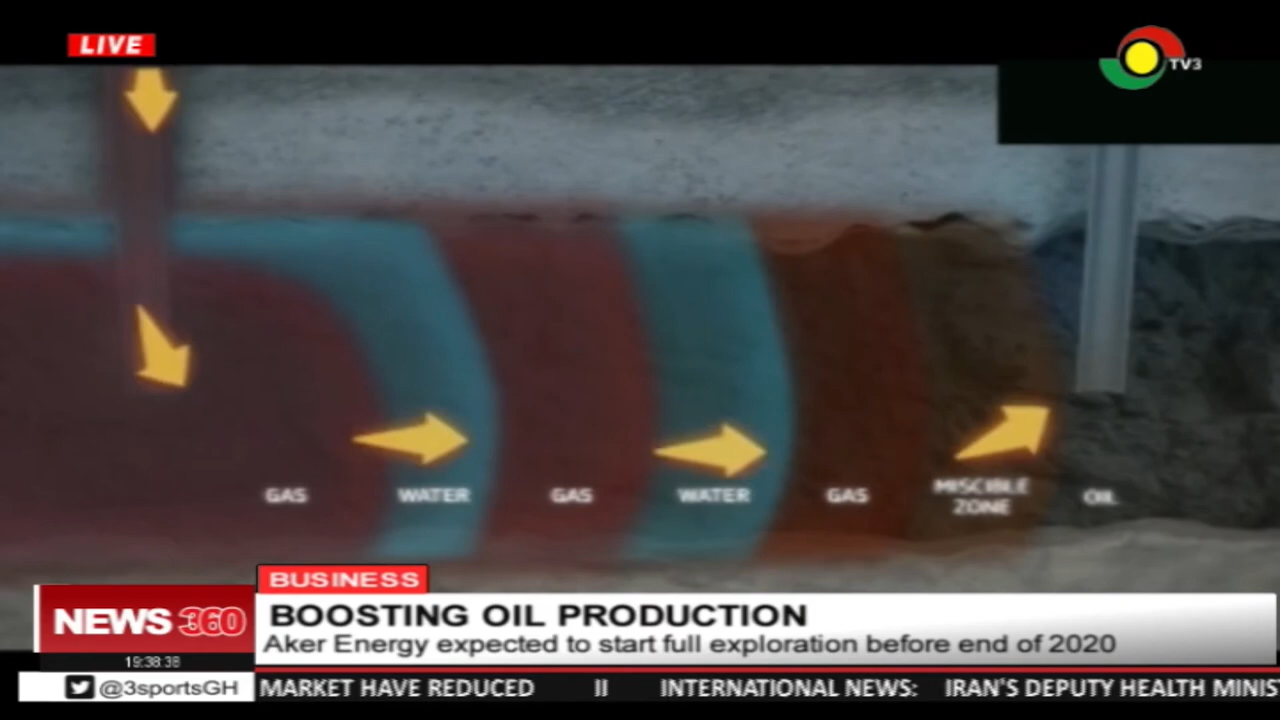 LIVE
TV3
GAS
WATER
GAS
WATER
GAS
MISCIBLE
ZONE
OIL
BUSINESS
NEWS 360
BOOSTING OIL PRODUCTION
Aker Energy expected to start full exploration before end of 2020
19:38:38
@3sportsGH
MARKET HAVE REDUCED || INTERNATIONAL NEWS: IRAN'S DEPUTY HEALTH MINIS